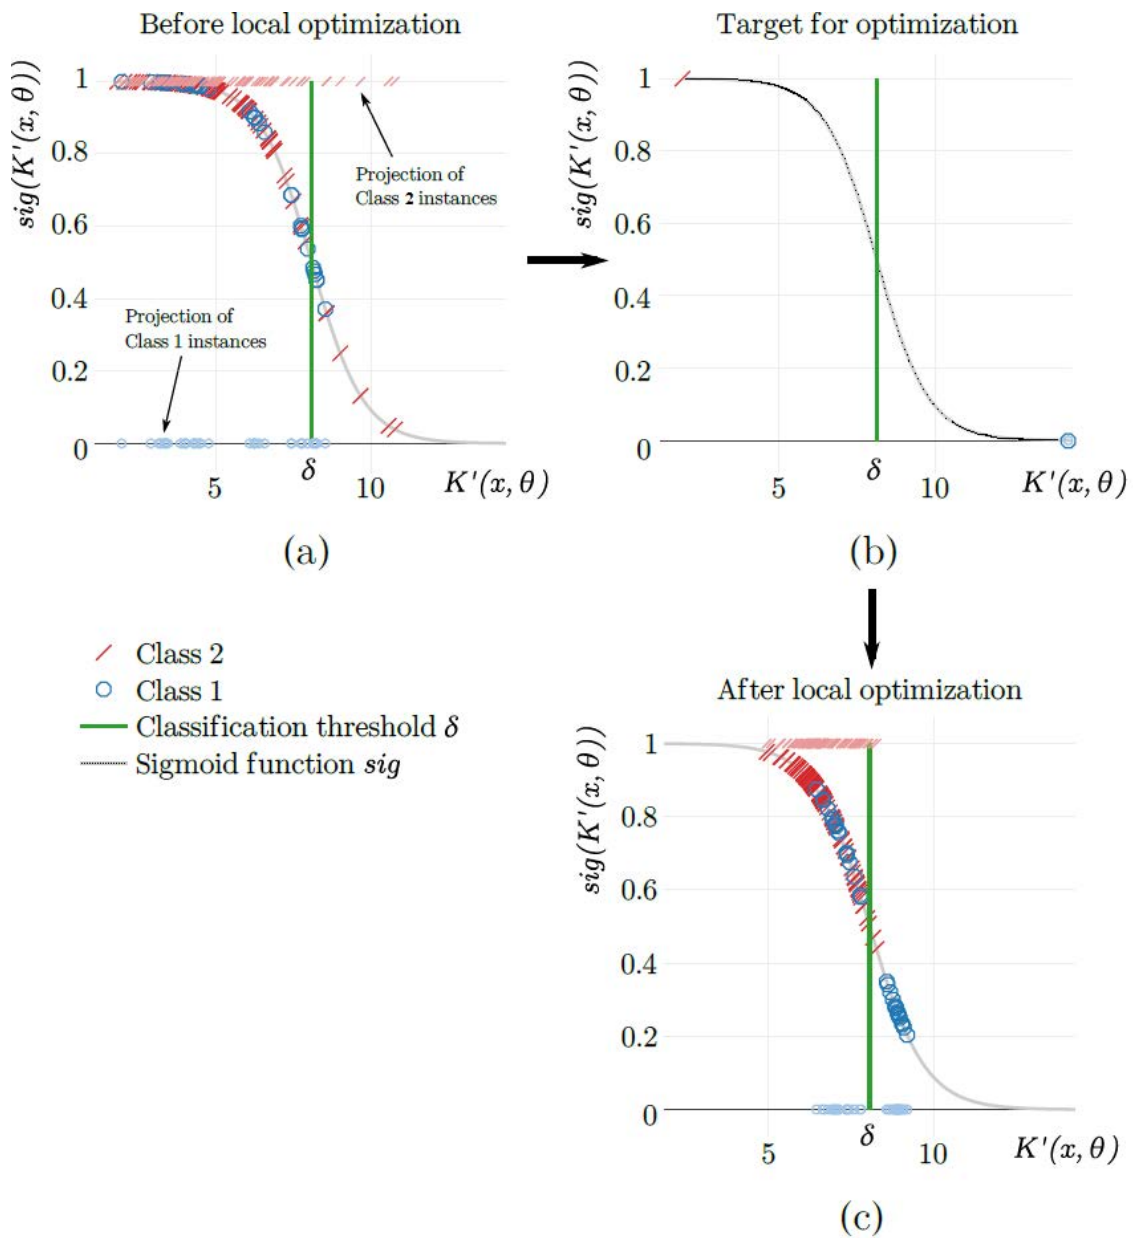 Before local optimization
sig(K'(x, θ))
1
0.8
0.6
0.4
0.2
0
Projection of
Class 2 instances
Projection of
Class 1 instances
5
δ
10
K'(x, θ)
(a)
Target for optimization
sig(K'(x, θ))
1
0.8
0.6
0.4
0.2
0
5
δ
10
K'(x, θ)
(b)
Class 2
Class 1
Classification threshold δ
Sigmoid function sig
After local optimization
sig(K'(x, θ))
1
0.8
0.6
0.4
0.2
0
5
δ
10
K'(x, θ)
(c)